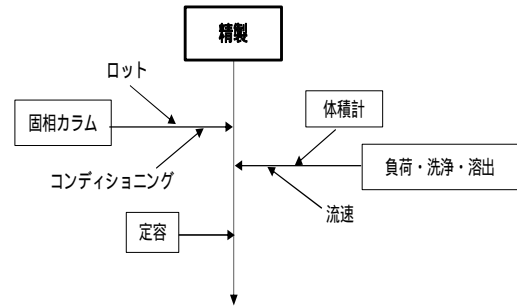 精製
ロット
固相カラム
体積計
コンディショニング
負荷・洗浄・溶出
流速
定容